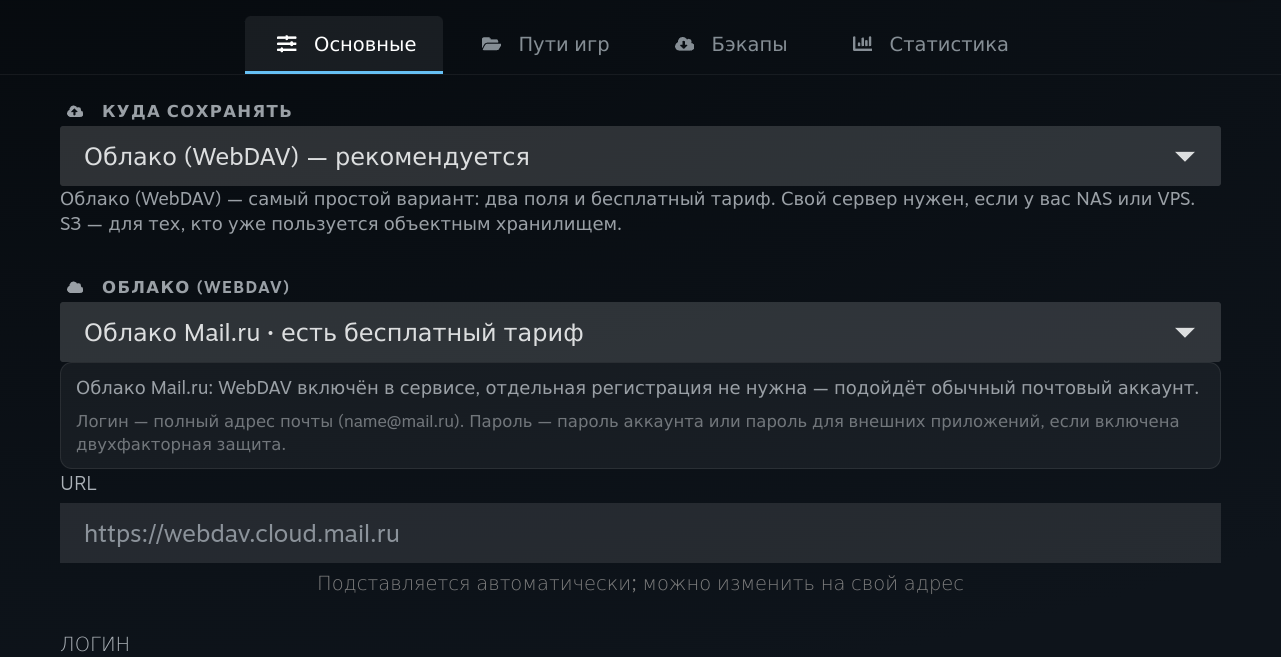 Основные
Пути игр
Бэкапы
Статистика
КУДА СОХРАНЯТЬ
Облако (WebDAV) — рекомендуется
Облако (WebDAV) — самый простой вариант: два поля и бесплатный тариф. Свой сервер нужен, если у вас NAS или VPS.
S3 — для тех, кто уже пользуется объектным хранилищем.
ОБЛАКО (WEBDAV)
Облако Mail.ru · есть бесплатный тариф
Облако Mail.ru: WebDAV включён в сервисе, отдельная регистрация не нужна — подойдёт обычный почтовый аккаунт.
Логин — полный адрес почты (name@mail.ru). Пароль — пароль аккаунта или пароль для внешних приложений, если включена
двухфакторная защита.
URL
https://webdav.cloud.mail.ru
Подставляется автоматически; можно изменить на свой адрес
ЛОГИН